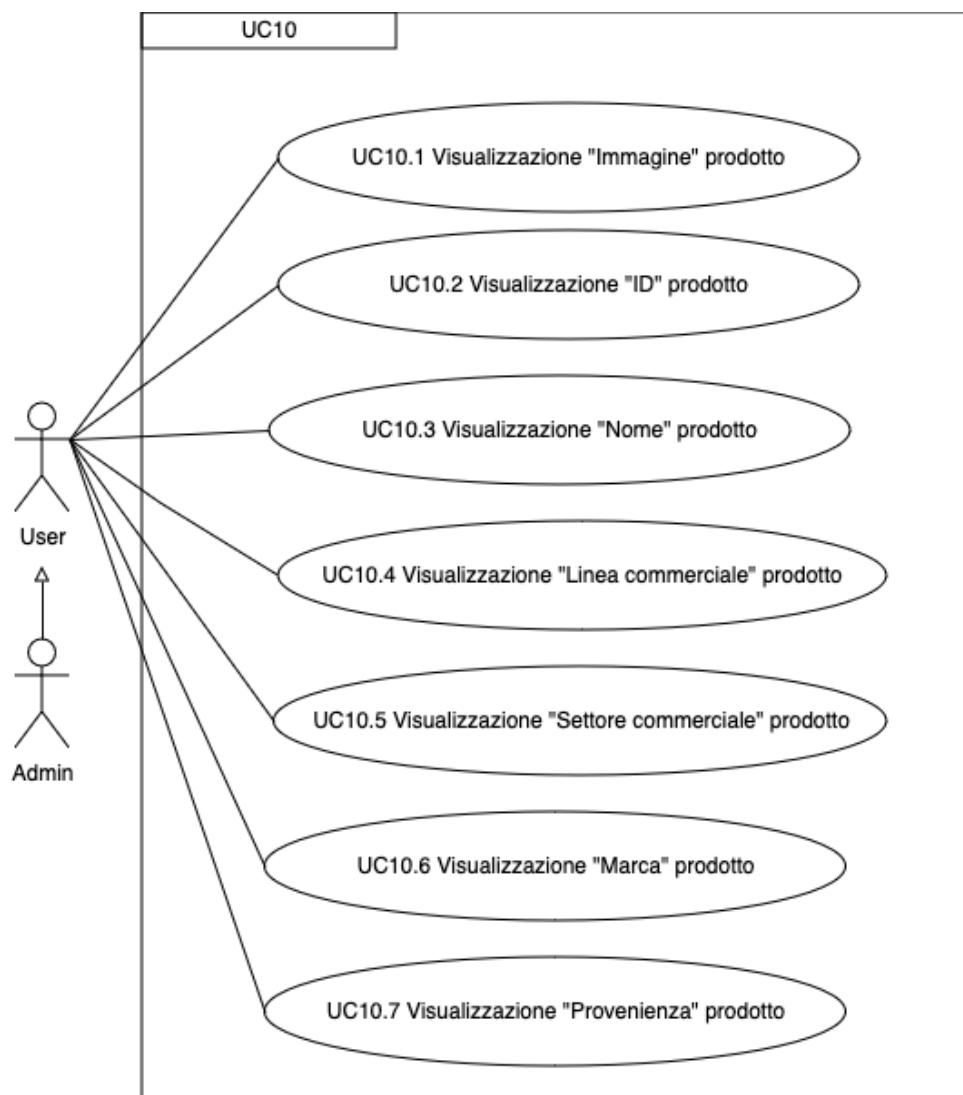 UC10
UC10.1 Visualizzazione "Immagine" prodotto
UC10.2 Visualizzazione "ID" prodotto
UC10.3 Visualizzazione "Nome" prodotto
User
UC10.4 Visualizzazione "Linea commerciale" prodotto
UC10.5 Visualizzazione "Settore commerciale" prodotto
Admin
UC10.6 Visualizzazione "Marca" prodotto
UC10.7 Visualizzazione "Provenienza" prodotto